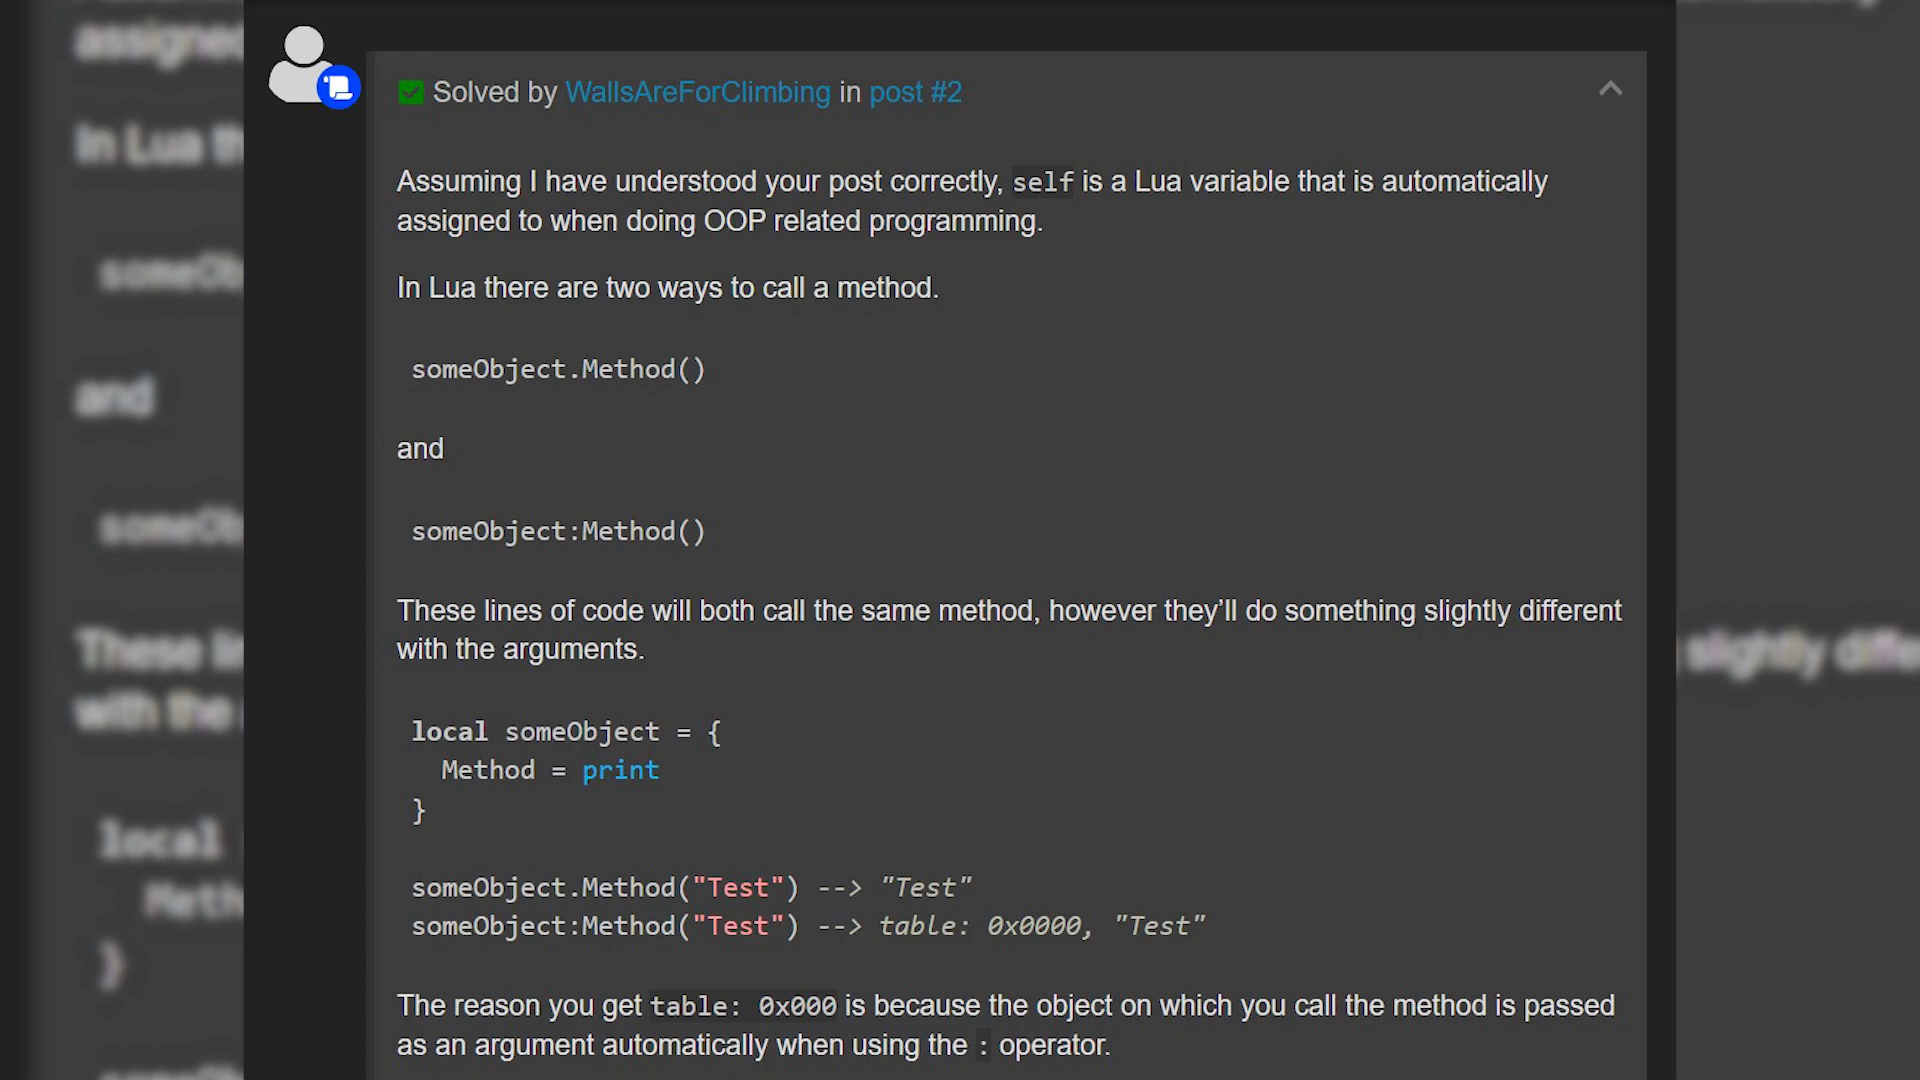 Solved by WallsAreForClimbing in post #2
Assuming I have understood your post correctly, self is a Lua variable that is automatically
assigned to when doing OOP related programming.
In Lua there are two ways to call a method.
someObject.Method()
and
someObject:Method()
These lines of code will both call the same method, however they’ll do something slightly different
with the arguments.
local someObject = {
Method = print
}
someObject.Method("Test") --> "Test"
someObject:Method("Test") --> table: 0x0000, "Test"
The reason you get table: 0x000 is because the object on which you call the method is passed
as an argument automatically when using the : operator.